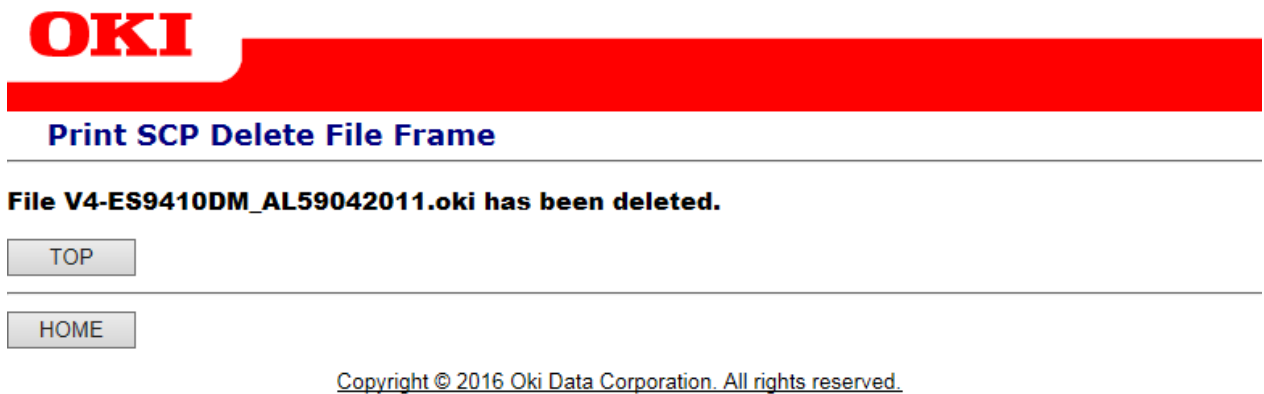 OKI
Print SCP Delete File Frame
File V4-ES9410DM_AL59042011.oki has been deleted.
TOP
HOME
Copyright © 2016 Oki Data Corporation. All rights reserved.